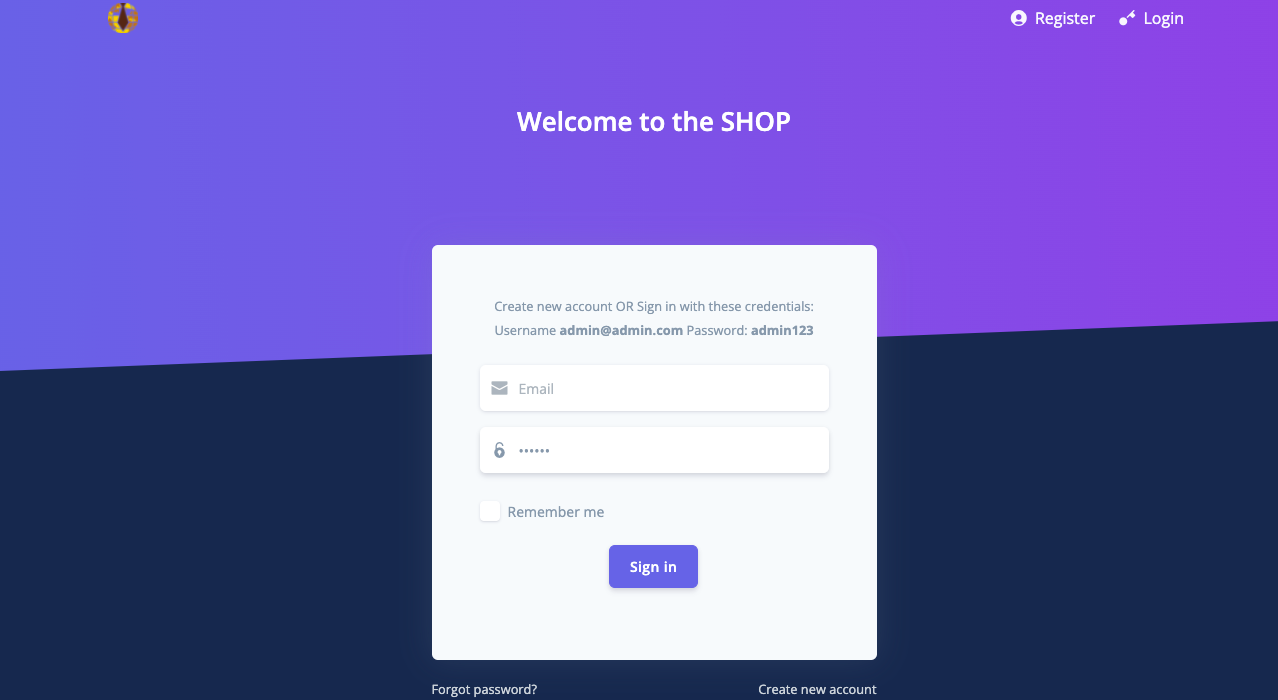 Register Login
Welcome to the SHOP
Create new account OR Sign in with these credentials:
Username admin@admin.com Password: admin123
Email
••••••
Remember me
Sign in
Forgot password? Create new account